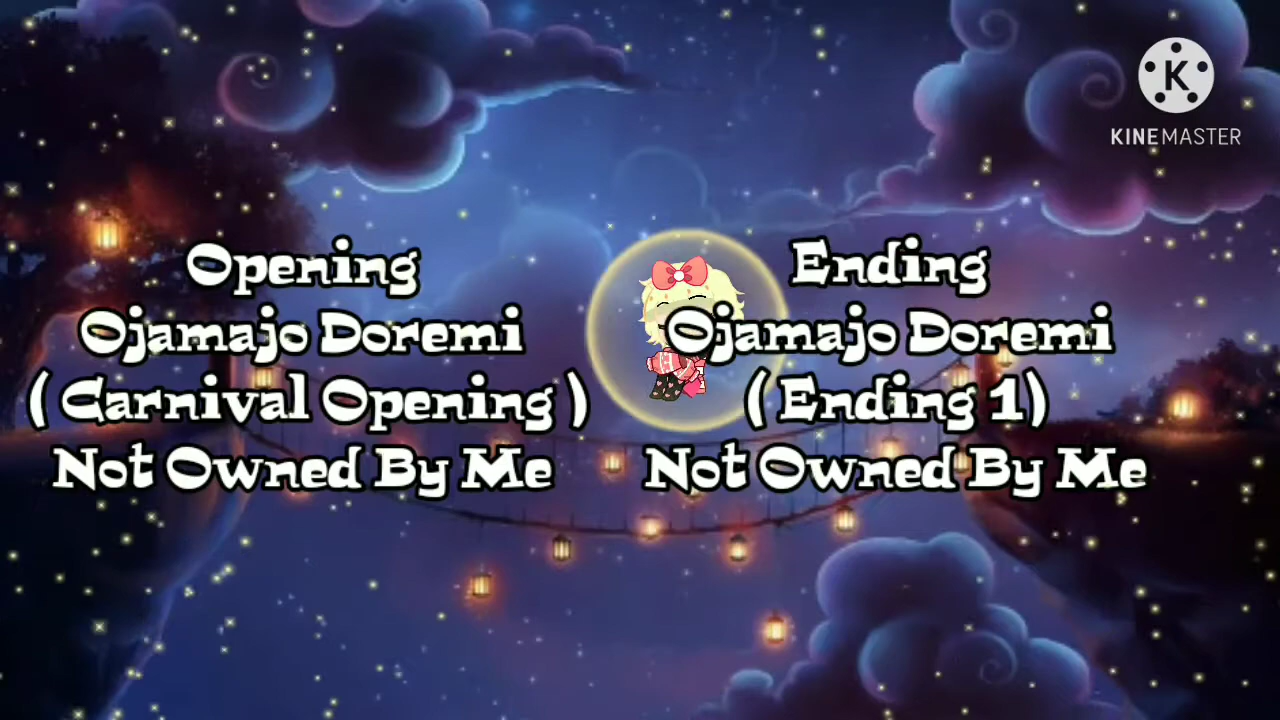 Opening
Ojamajo Doremi
( Carnival Opening )
Not Owned By Me
Ending
Ojamajo Doremi
( Ending 1)
Not Owned By Me
K
KINEMASTER